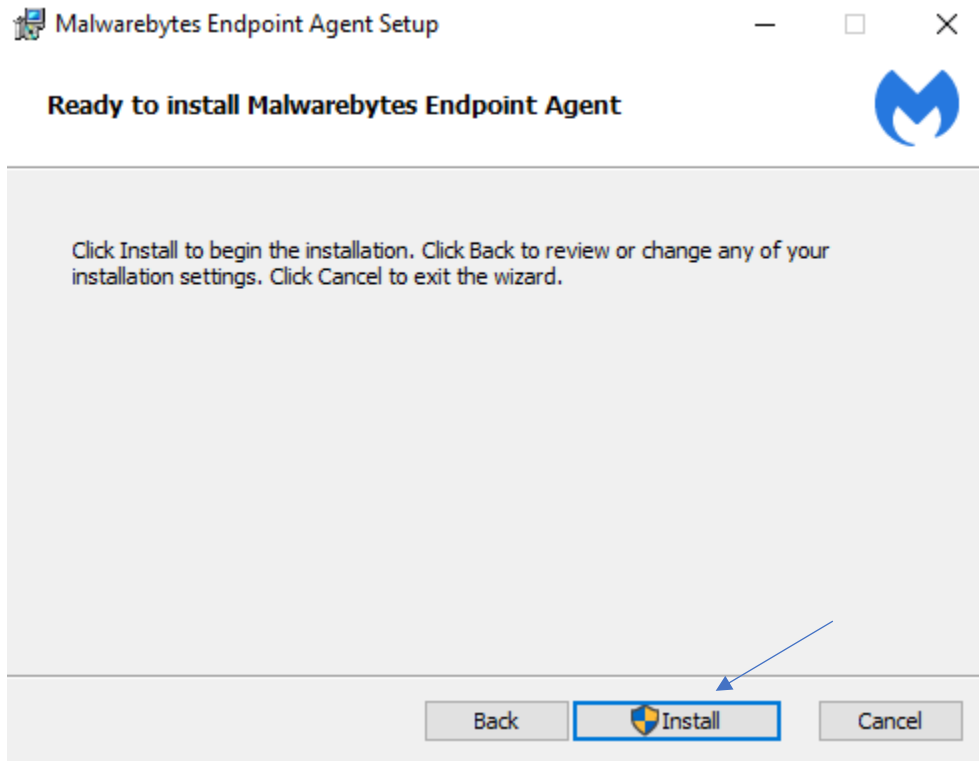 Malwarebytes Endpoint Agent Setup
Ready to install Malwarebytes Endpoint Agent
Click Install to begin the installation. Click Back to review or change any of your
installation settings. Click Cancel to exit the wizard.
Back Install Cancel